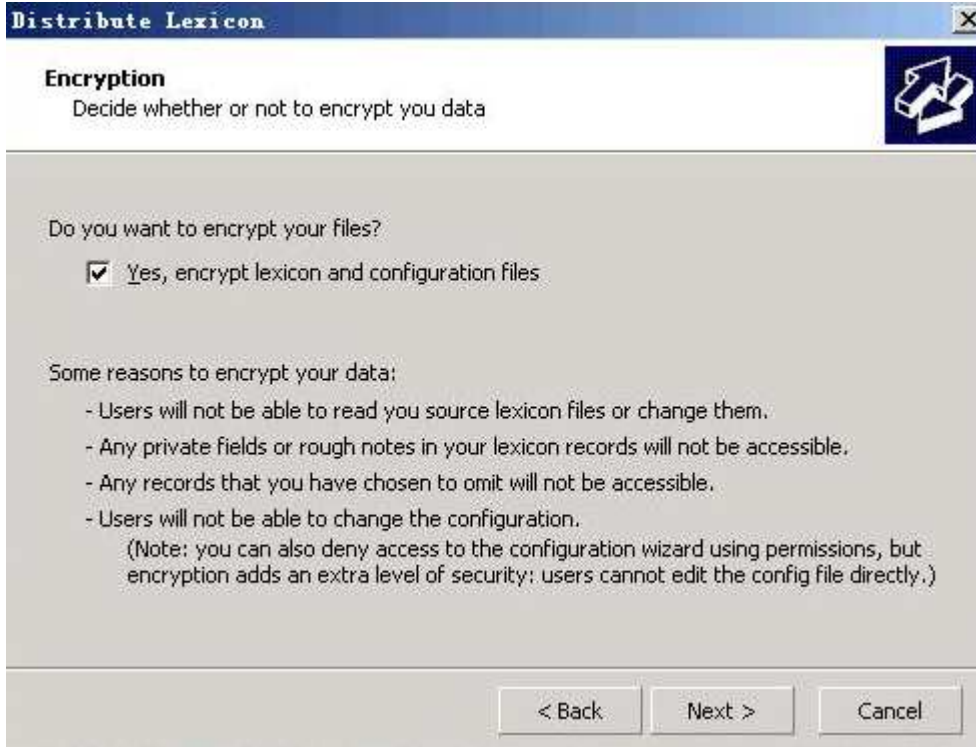 Distribute Lexicon
Encryption
Decide whether or not to encrypt you data
Do you want to encrypt your files?
Yes, encrypt lexicon and configuration files
Some reasons to encrypt your data:
- Users will not be able to read you source lexicon files or change them.
- Any private fields or rough notes in your lexicon records will not be accessible.
- Any records that you have chosen to omit will not be accessible.
- Users will not be able to change the configuration.
(Note: you can also deny access to the configuration wizard using permissions, but
encryption adds an extra level of security: users cannot edit the config file directly.)
< Back
Next >
Cancel